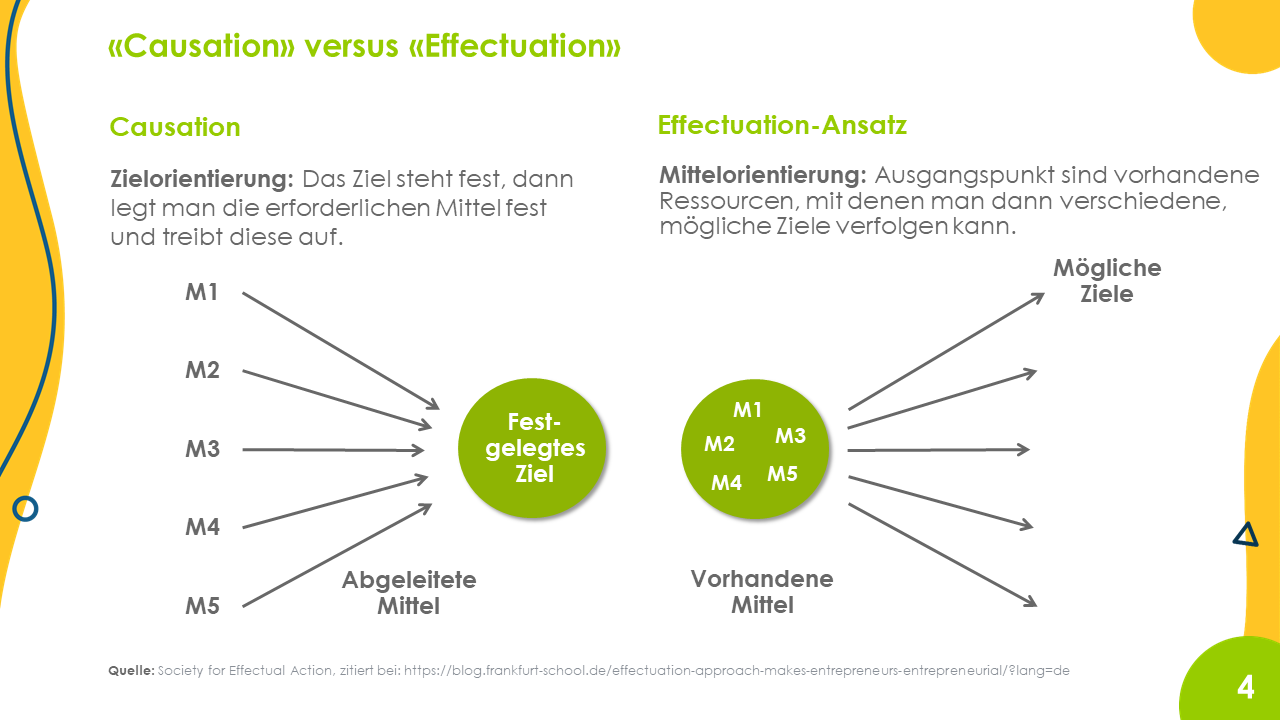 «Causation» versus «Effectuation»
Causation
Zielorientierung: Das Ziel steht fest, dann
legt man die erforderlichen Mittel fest
und treibt diese auf.
M1
M2
M3
M4
M5
Fest-
gelegtes
Ziel
Abgeleitete
Mittel
Effectuation-Ansatz
Mittelorientierung: Ausgangspunkt sind vorhandene
Ressourcen, mit denen man dann verschiedene,
mögliche Ziele verfolgen kann.
Mögliche
Ziele
M1
M3
M2
M5
M4
Vorhandene
Mittel
Quelle: Society for Effectual Action, zitiert bei: https://blog.frankfurt-school.de/effectuation-approach-makes-entrepreneurs-entrepreneurial/?lang=de
4